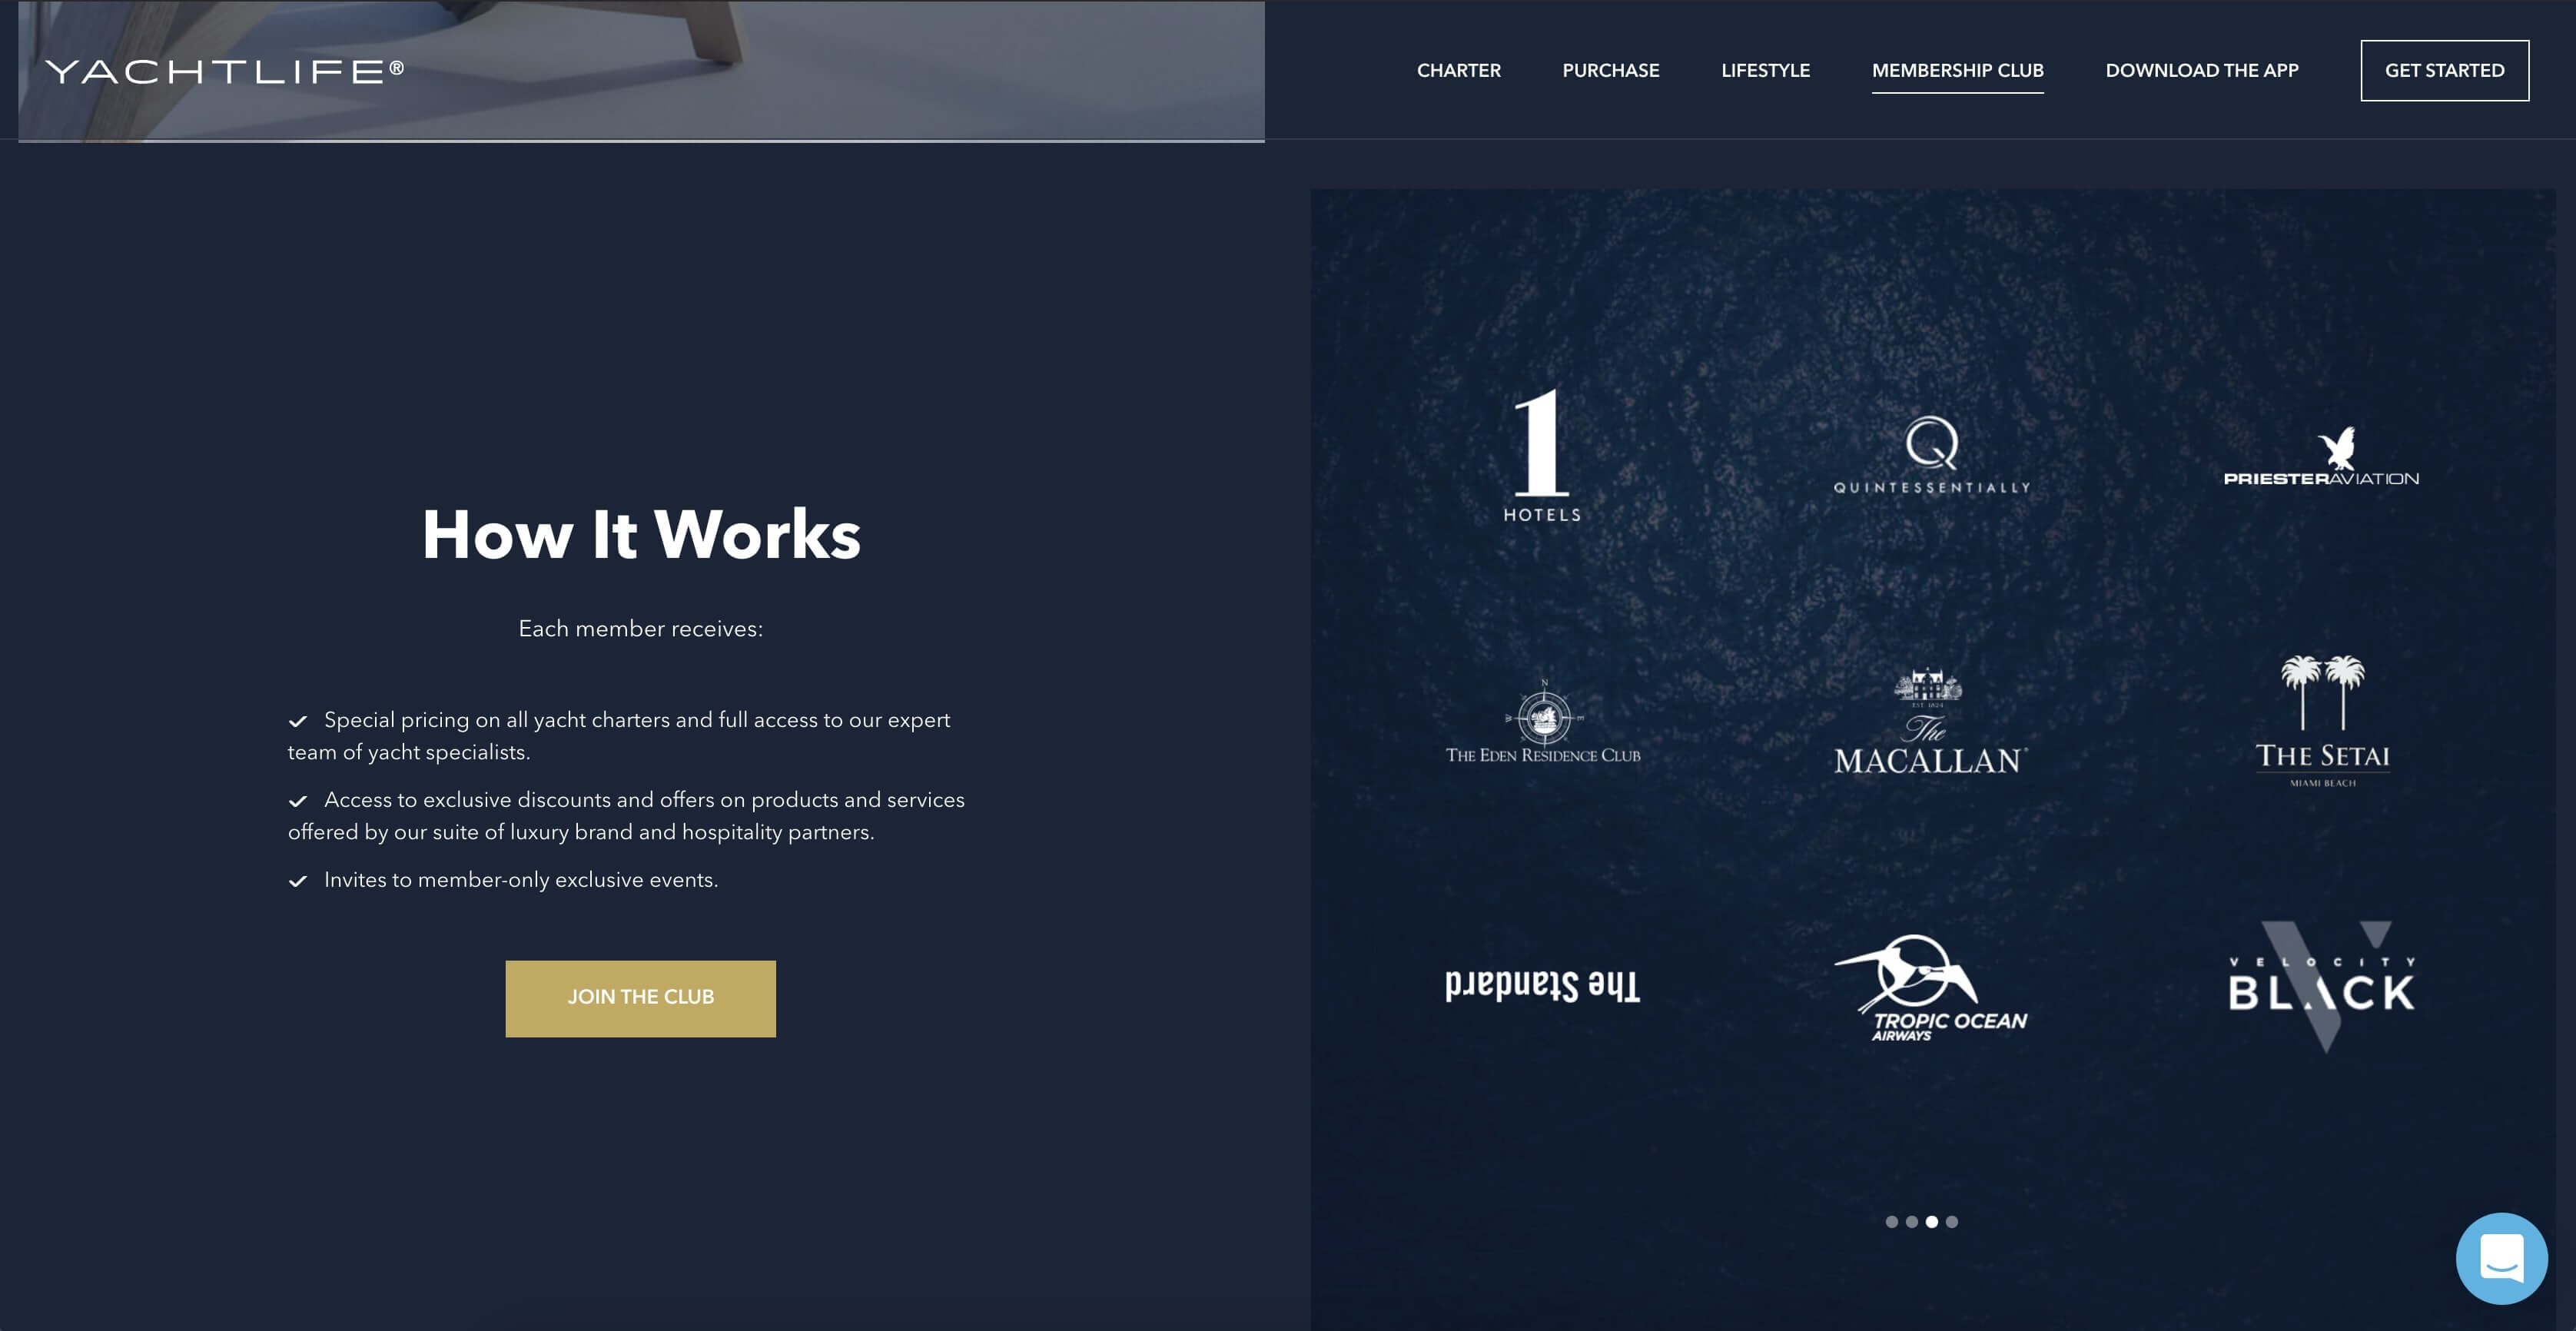 YACHTLIFE®
CHARTER
PURCHASE
LIFESTYLE
MEMBERSHIP CLUB
DOWNLOAD THE APP
GET STARTED
How It Works
Each member receives:
Special pricing on all yacht charters and full access to our expert
team of yacht specialists.
Access to exclusive discounts and offers on products and services
offered by our suite of luxury brand and hospitality partners.
Invites to member-only exclusive events.
JOIN THE CLUB
1
HOTELS
Q
QUINTESSENTIALLY
PRIESTERAVIATION
N
W
E
THE EDEN RESIDENCE CLUB
EST. 1824
The
MACALLAN
THE SETAI
MIAMI BEACH
The Standard
TROPIC OCEAN
AIRWAYS
V
VELOCITY
BLACK